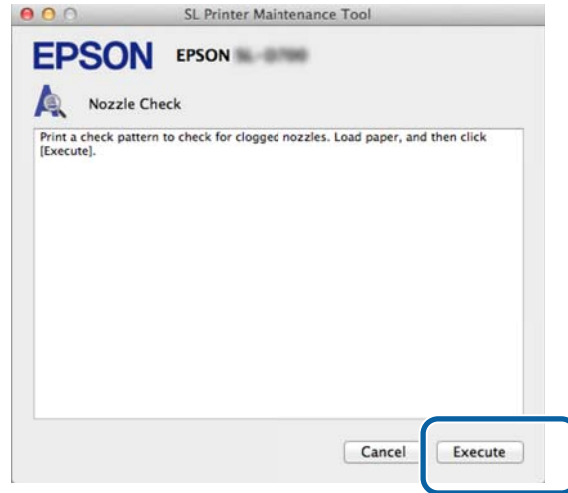 SL Printer Maintenance Tool
EPSON EPSON
Nozzle Check
Print a check pattern to check for clogged nozzles. Load paper, and then click
[Execute].
Cancel Execute